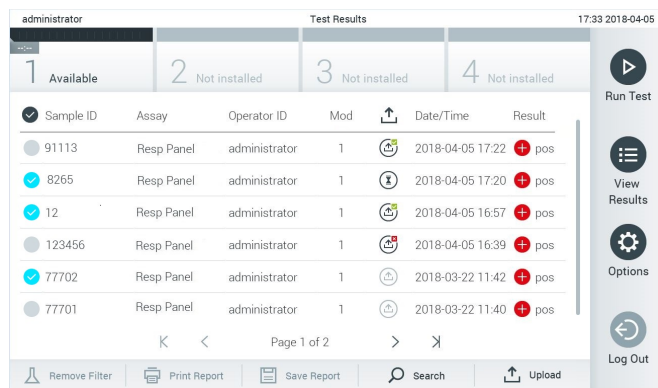 administrator Test Results 17:33 2018-04-05
--:--
1 Available 2 Not installed 3 Not installed 4 Not installed
Run Test
Sample ID Assay Operator ID Mod Date/Time Result
91113 Resp Panel administrator 1 2018-04-05 17:22 pos
8265 Resp Panel administrator 1 2018-04-05 17:20 pos
View
Results
12 Resp Panel administrator 1 2018-04-05 16:57 pos
123456 Resp Panel administrator 1 2018-04-05 16:39 pos
Options
77702 Resp Panel administrator 1 2018-03-22 11:42 pos
77701 Resp Panel administrator 1 2018-03-22 11:40 pos
Page 1 of 2
Log Out
Remove Filter Print Report Save Report Search Upload